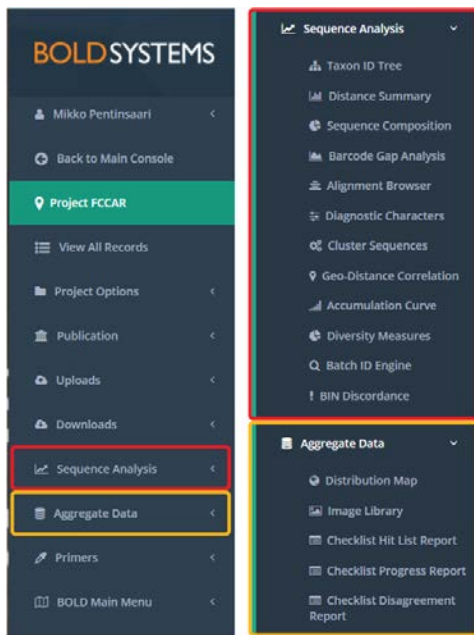 BOLDSYSTEMS
Mikko Pentinsaari
Back to Main Console
Project FCCAR
View All Records
Project Options
Publication
Uploads
Downloads
Sequence Analysis
Aggregate Data
Primers
BOLD Main Menu
Sequence Analysis
Taxon ID Tree
Distance Summary
Sequence Composition
Barcode Gap Analysis
Alignment Browser
Diagnostic Characters
Cluster Sequences
Geo-Distance Correlation
Accumulation Curve
Diversity Measures
Batch ID Engine
BIN Discordance
Aggregate Data
Distribution Map
Image Library
Checklist Hit List Report
Checklist Progress Report
Checklist Disagreement
Report